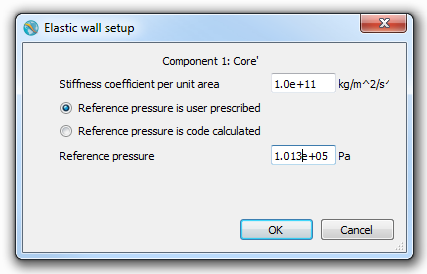 Elastic wall setup
Component 1: Core'
Stiffness coefficient per unit area 1.0e+11 kg/m^2/s
Reference pressure is user prescribed
Reference pressure is code calculated
Reference pressure 1.013e+05 Pa
OK Cancel